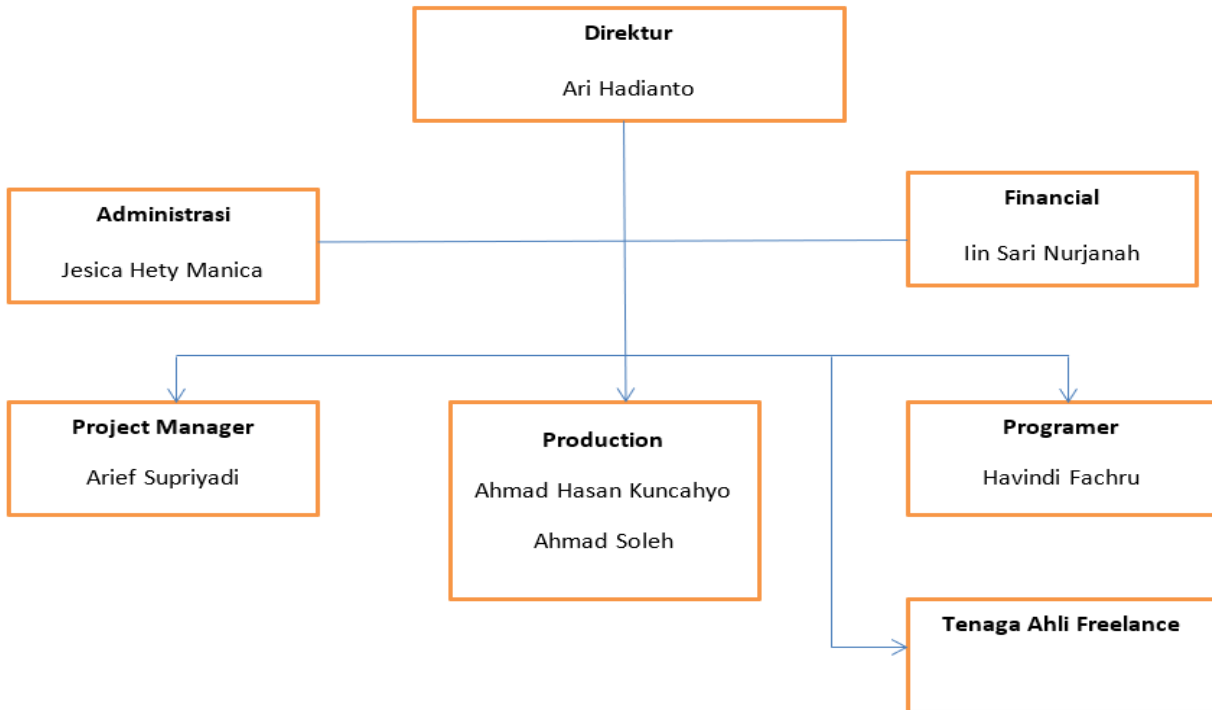 Direktur
Ari Hadianto
Administrasi
Jesica Hety Manica
Financial
Iin Sari Nurjanah
Project Manager
Arief Supriyadi
Production
Ahmad Hasan Kuncahyo
Ahmad Soleh
Programer
Havindi Fachru
Tenaga Ahli Freelance